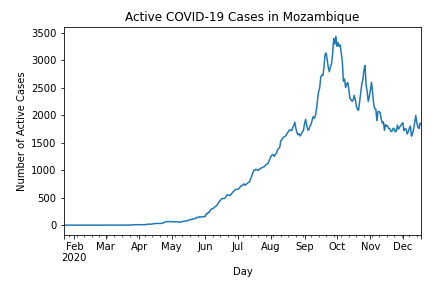 Active COVID-19 Cases in Mozambique
3500
3000
2500
2000
1500
1000
500
0
Number of Active Cases
Feb Mar Apr May Jun Jul Aug Sep Oct Nov Dec
2020
Day